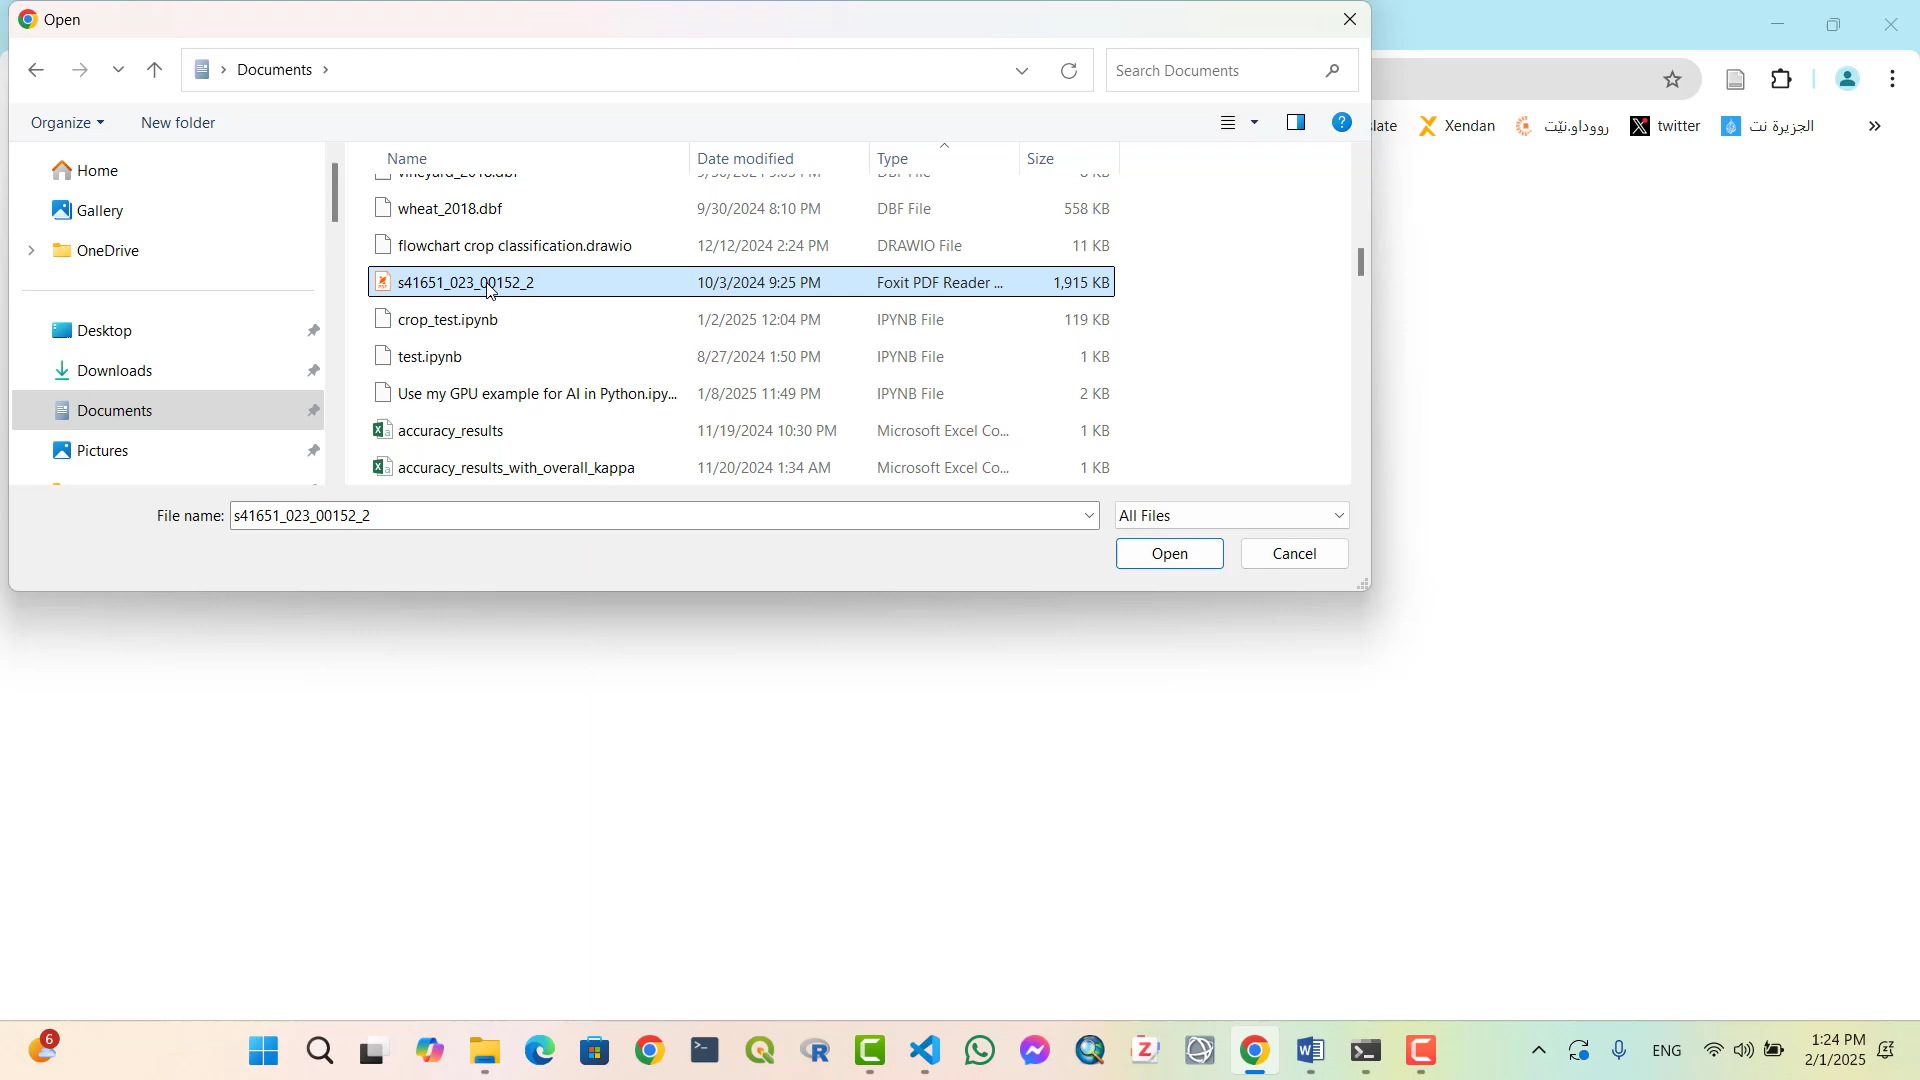 Open
Documents
Search Documents
Organize
New folder
late
Xendan
رووداو.نێت
twitter
الجزيرة نت
Home
Gallery
OneDrive
Desktop
Downloads
Documents
Pictures
Name Date modified Type Size
vineyard_2018.dbf
wheat_2018.dbf 9/30/2024 8:10 PM DBF File 558 KB
flowchart crop classification.drawio 12/12/2024 2:24 PM DRAWIO File 11 KB
s41651_023_00152_2 10/3/2024 9:25 PM Foxit PDF Reader ... 1,915 KB
crop_test.ipynb 1/2/2025 12:04 PM IPYNB File 119 KB
test.ipynb 8/27/2024 1:50 PM IPYNB File 1 KB
Use my GPU example for AI in Python.ipy... 1/8/2025 11:49 PM IPYNB File 2 KB
accuracy_results 11/19/2024 10:30 PM Microsoft Excel Co... 1 KB
accuracy_results_with_overall_kappa 11/20/2024 1:34 AM Microsoft Excel Co... 1 KB
File name: s41651_023_00152_2 All Files
Open Cancel
6
ENG
1:24 PM
2/1/2025